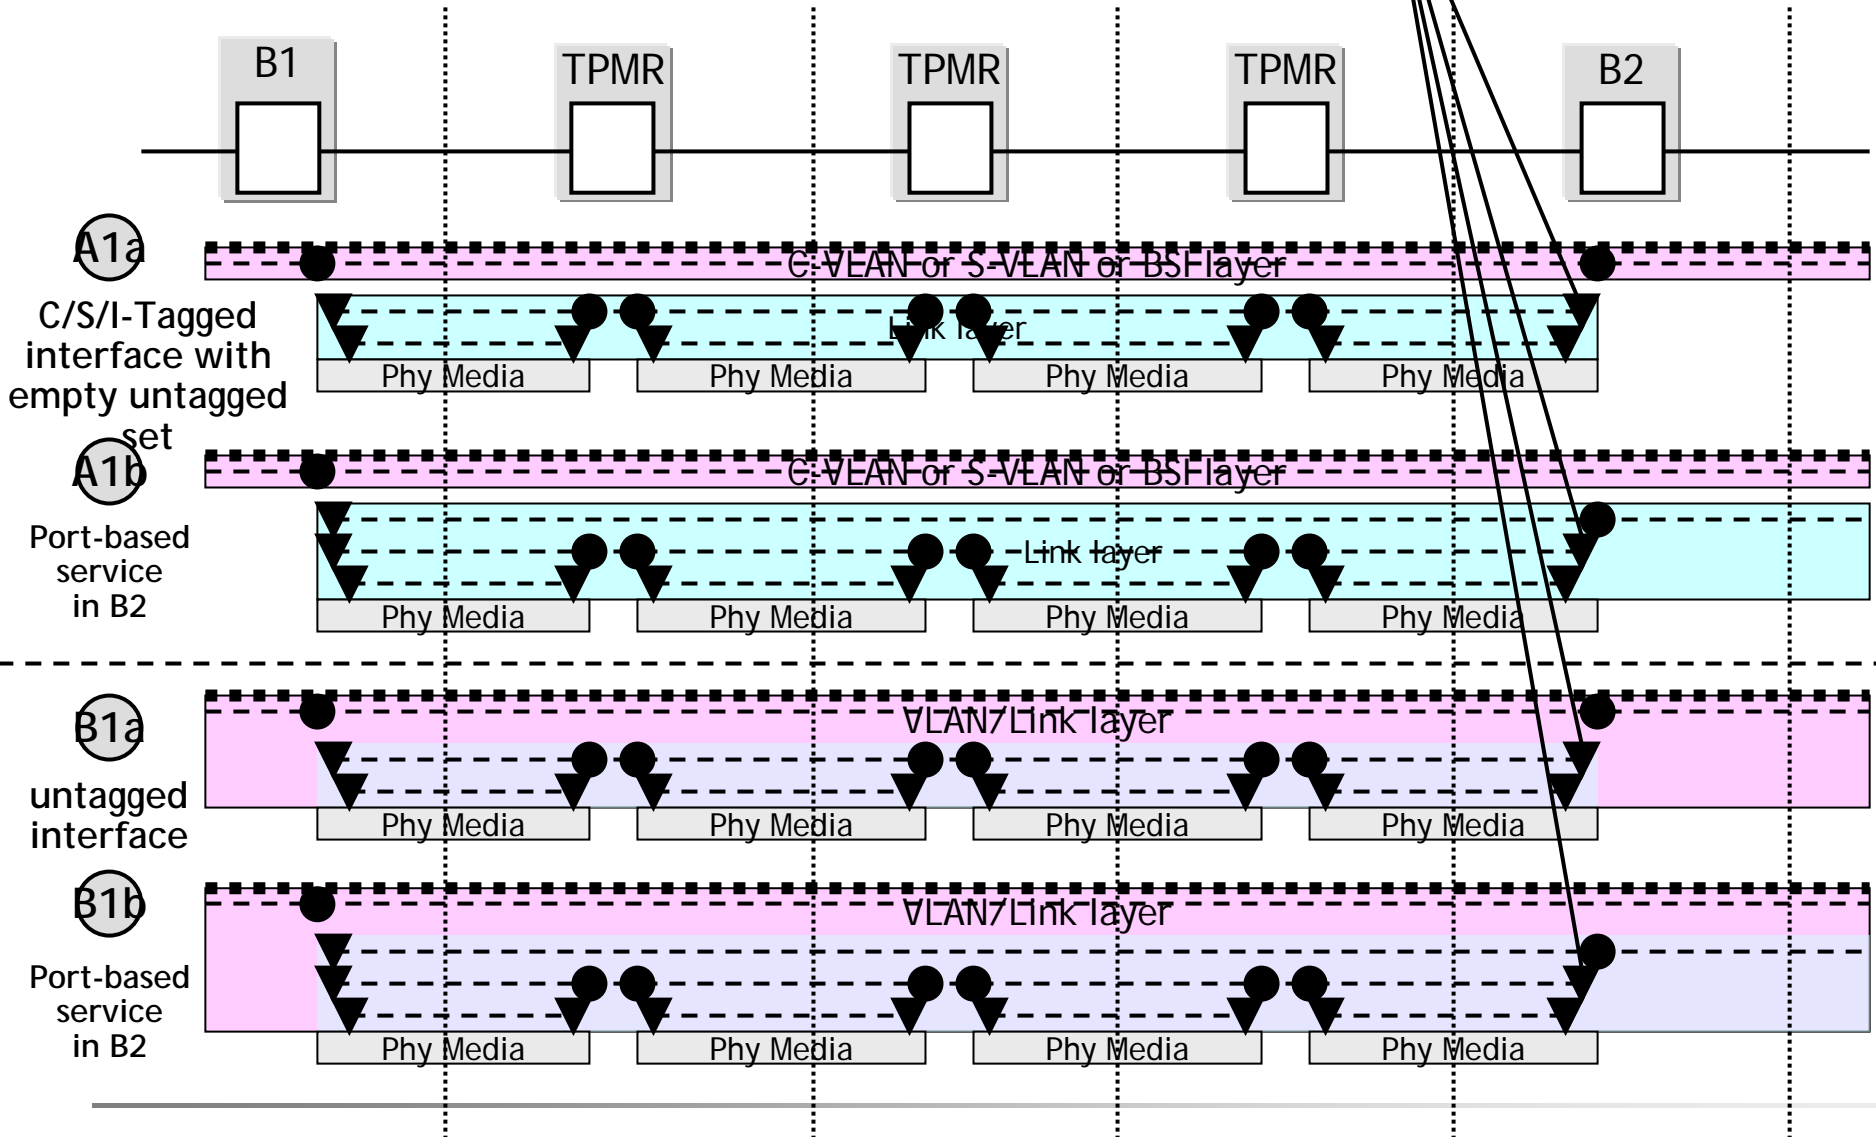 B1
TPMR
TPMR
TPMR
B2
A1a
C-VLAN or S-VLAN or BSI layer
C/S/I-Tagged
interface with
empty untagged
set
Link layer
Phy Media
Phy Media
Phy Media
Phy Media
A1b
C-VLAN or S-VLAN or BSI layer
Port-based
service
in B2
Link layer
Phy Media
Phy Media
Phy Media
Phy Media
B1a
VLAN/Link layer
untagged
interface
Phy Media
Phy Media
Phy Media
Phy Media
B1b
VLAN/Link layer
Port-based
service
in B2
Phy Media
Phy Media
Phy Media
Phy Media